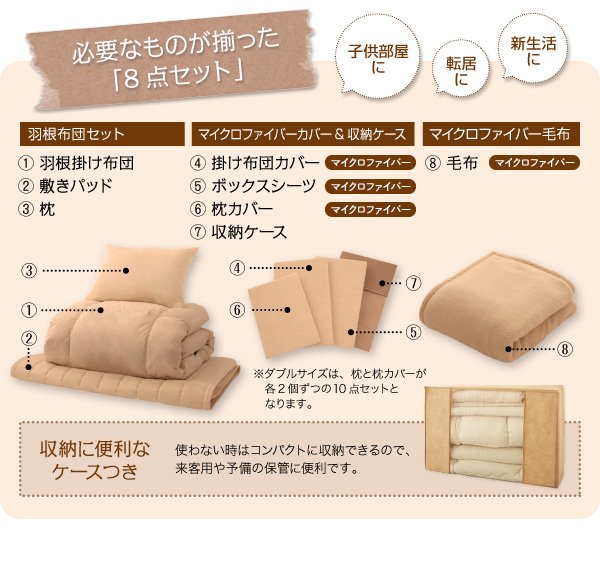 必要なものが揃った
「8点セット」
子供部屋
に
転居
に
新生活
に
羽根布団セット
① 羽根掛け布団
② 敷きパッド
③ 枕
マイクロファイバーカバー＆収納ケース
④ 掛け布団カバー マイクロファイバー
⑤ ボックスシーツ マイクロファイバー
⑥ 枕カバー マイクロファイバー
⑦ 収納ケース
マイクロファイバー毛布
⑧ 毛布 マイクロファイバー
③
①
②
④
⑥
⑦
⑤
⑧
※ダブルサイズは、枕と枕カバーが
各2個ずつの10点セットと
なります。
収納に便利な
ケースつき
使わない時はコンパクトに収納できるので、
来客用や予備の保管に便利です。